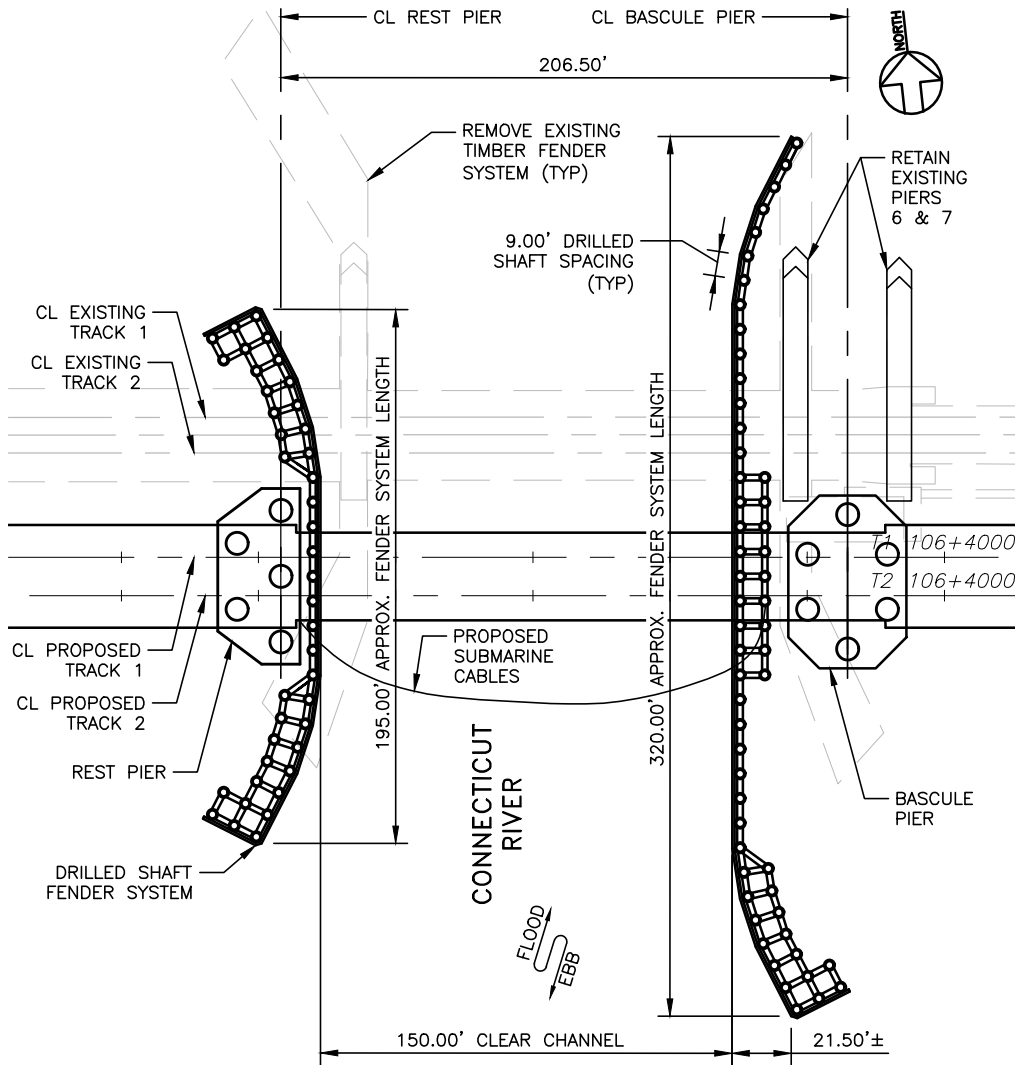 CL REST PIER
CL BASCULE PIER
206.50'
NORTH
REMOVE EXISTING
TIMBER FENDER
SYSTEM (TYP)
RETAIN
EXISTING
PIERS
6 & 7
9.00' DRILLED
SHAFT SPACING
(TYP)
CL EXISTING
TRACK 1
CL EXISTING
TRACK 2
195.00' APPROX. FENDER SYSTEM LENGTH
320.00' APPROX. FENDER SYSTEM LENGTH
T1 106+4000
T2 106+4000
CL PROPOSED
TRACK 1
CL PROPOSED
TRACK 2
PROPOSED
SUBMARINE
CABLES
REST PIER
BASCULE
PIER
CONNECTICUT
RIVER
DRILLED SHAFT
FENDER SYSTEM
FLOOD
EBB
150.00' CLEAR CHANNEL
21.50'±